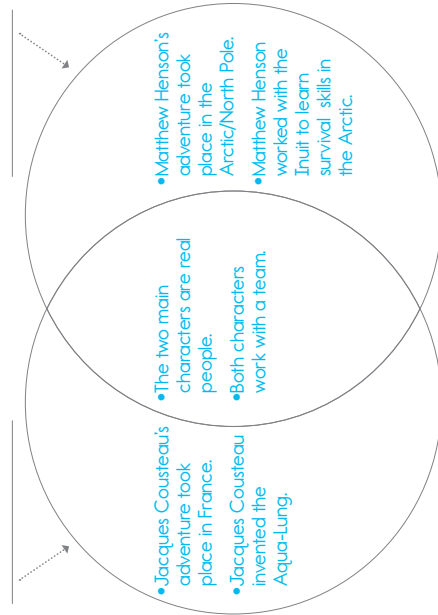 •Jacques Cousteau's
adventure took
place in France.
•Jacques Cousteau
invented the
Aqua-Lung.
•The two main
characters are real
people.
•Both characters
work with a team.
•Matthew Henson's
adventure took
place in the
Arctic/North Pole.
•Matthew Henson
worked with the
Inuit to learn
survival skills in
the Arctic.